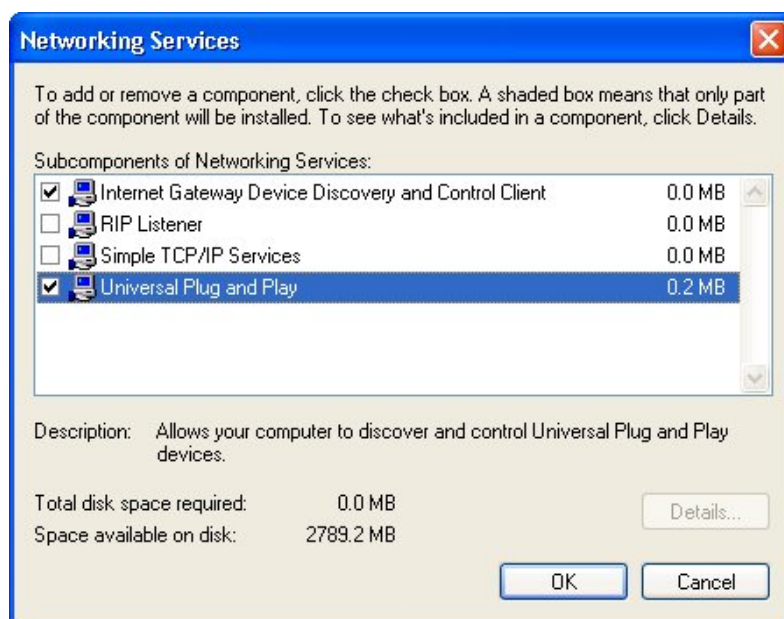 Networking Services
To add or remove a component, click the check box. A shaded box means that only part
of the component will be installed. To see what's included in a component, click Details.
Subcomponents of Networking Services:
Internet Gateway Device Discovery and Control Client 0.0 MB
RIP Listener 0.0 MB
Simple TCP/IP Services 0.0 MB
Universal Plug and Play 0.2 MB
Description: Allows your computer to discover and control Universal Plug and Play
devices.
Total disk space required: 0.0 MB
Space available on disk: 2789.2 MB
Details...
OK Cancel